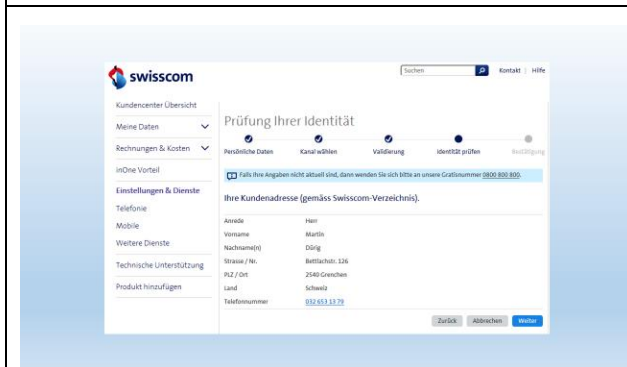 swisscom
Suchen
Kontakt | Hilfe
Kundencenter Übersicht
Meine Daten
Rechnungen & Kosten
inOne Vorteil
Einstellungen & Dienste
Telefonie
Mobile
Weitere Dienste
Technische Unterstützung
Produkt hinzufügen
Prüfung Ihrer Identität
Persönliche Daten Kanal wählen Validierung Identität prüfen Bestätigung
Falls Ihre Angaben nicht aktuell sind, dann wenden Sie sich bitte an unsere Gratisnummer 0800 800 800.
Ihre Kundenadresse (gemäss Swisscom-Verzeichnis).
Anrede Herr
Vorname Martin
Nachname(n) Dürig
Strasse / Nr. Bettlachstr. 126
PLZ / Ort 2540 Grenchen
Land Schweiz
Telefonnummer 032 653 13 79
Zurück Abbrechen Weiter